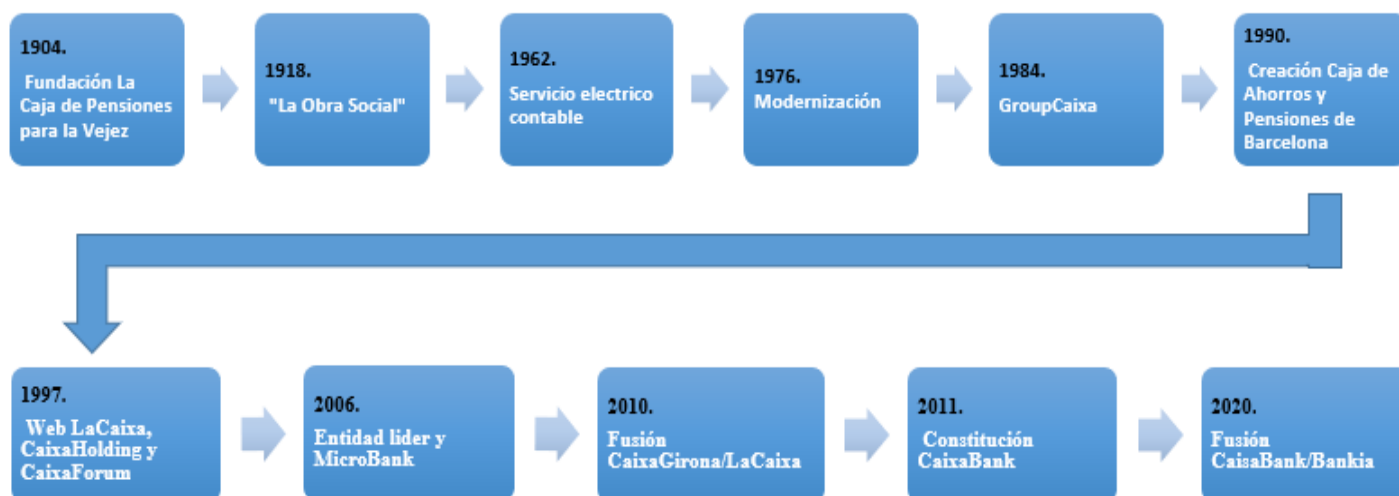 1904.
Fundación La
Caja de Pensiones
para la Vejez
1918.
"La Obra Social"
1962.
Servicio electrico
contable
1976.
Modernización
1984.
GroupCaixa
1990.
Creación Caja de
Ahorros y
Pensiones de
Barcelona
1997.
Web LaCaixa,
CaixaHolding y
CaixaForum
2006.
Entidad lider y
MicroBank
2010.
Fusión
CaixaGirona/LaCaixa
2011.
Constitución
CaixaBank
2020.
Fusión
CaisaBank/Bankia